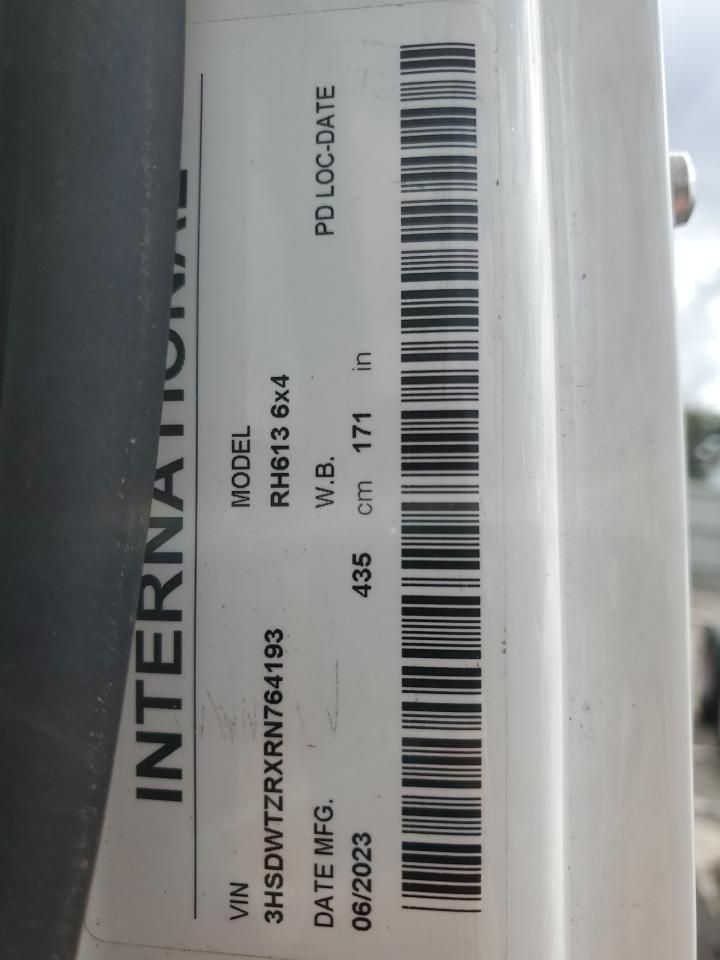 INTERNATIONAL
VIN MODEL
3HSDWTZRXRN764193 RH613 6x4
DATE MFG. W.B. PD LOC-DATE
06/2023 435 cm 171 in